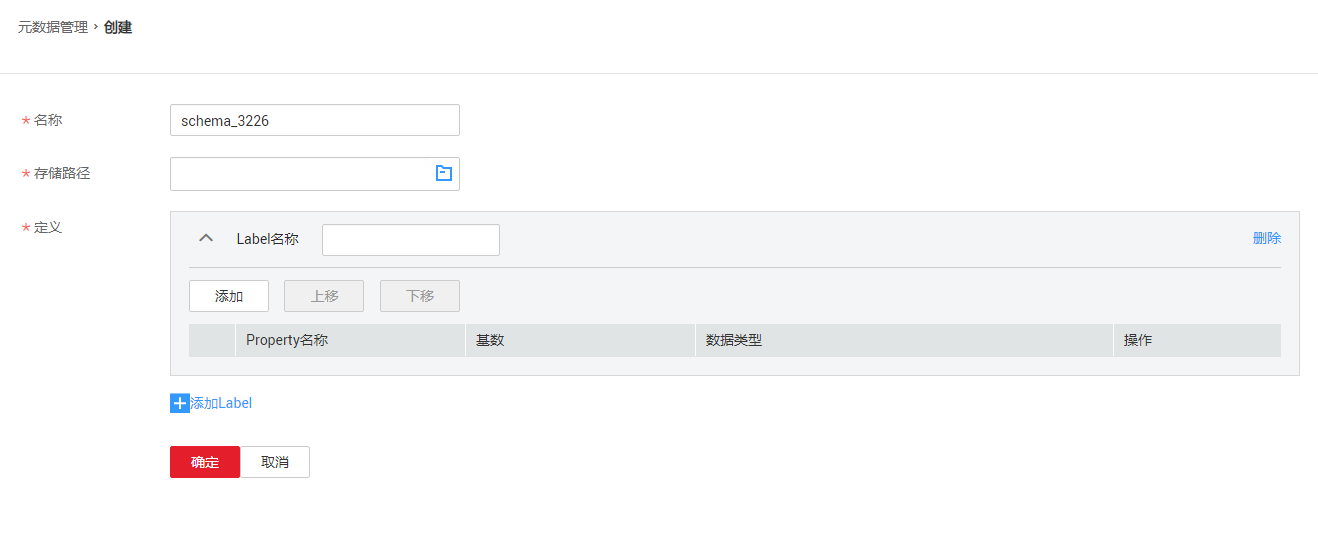 元数据管理 › 创建
* 名称 schema_3226
* 存储路径
* 定义
Label名称 删除
添加 上移 下移
Property名称 基数 数据类型 操作
添加Label
确定 取消